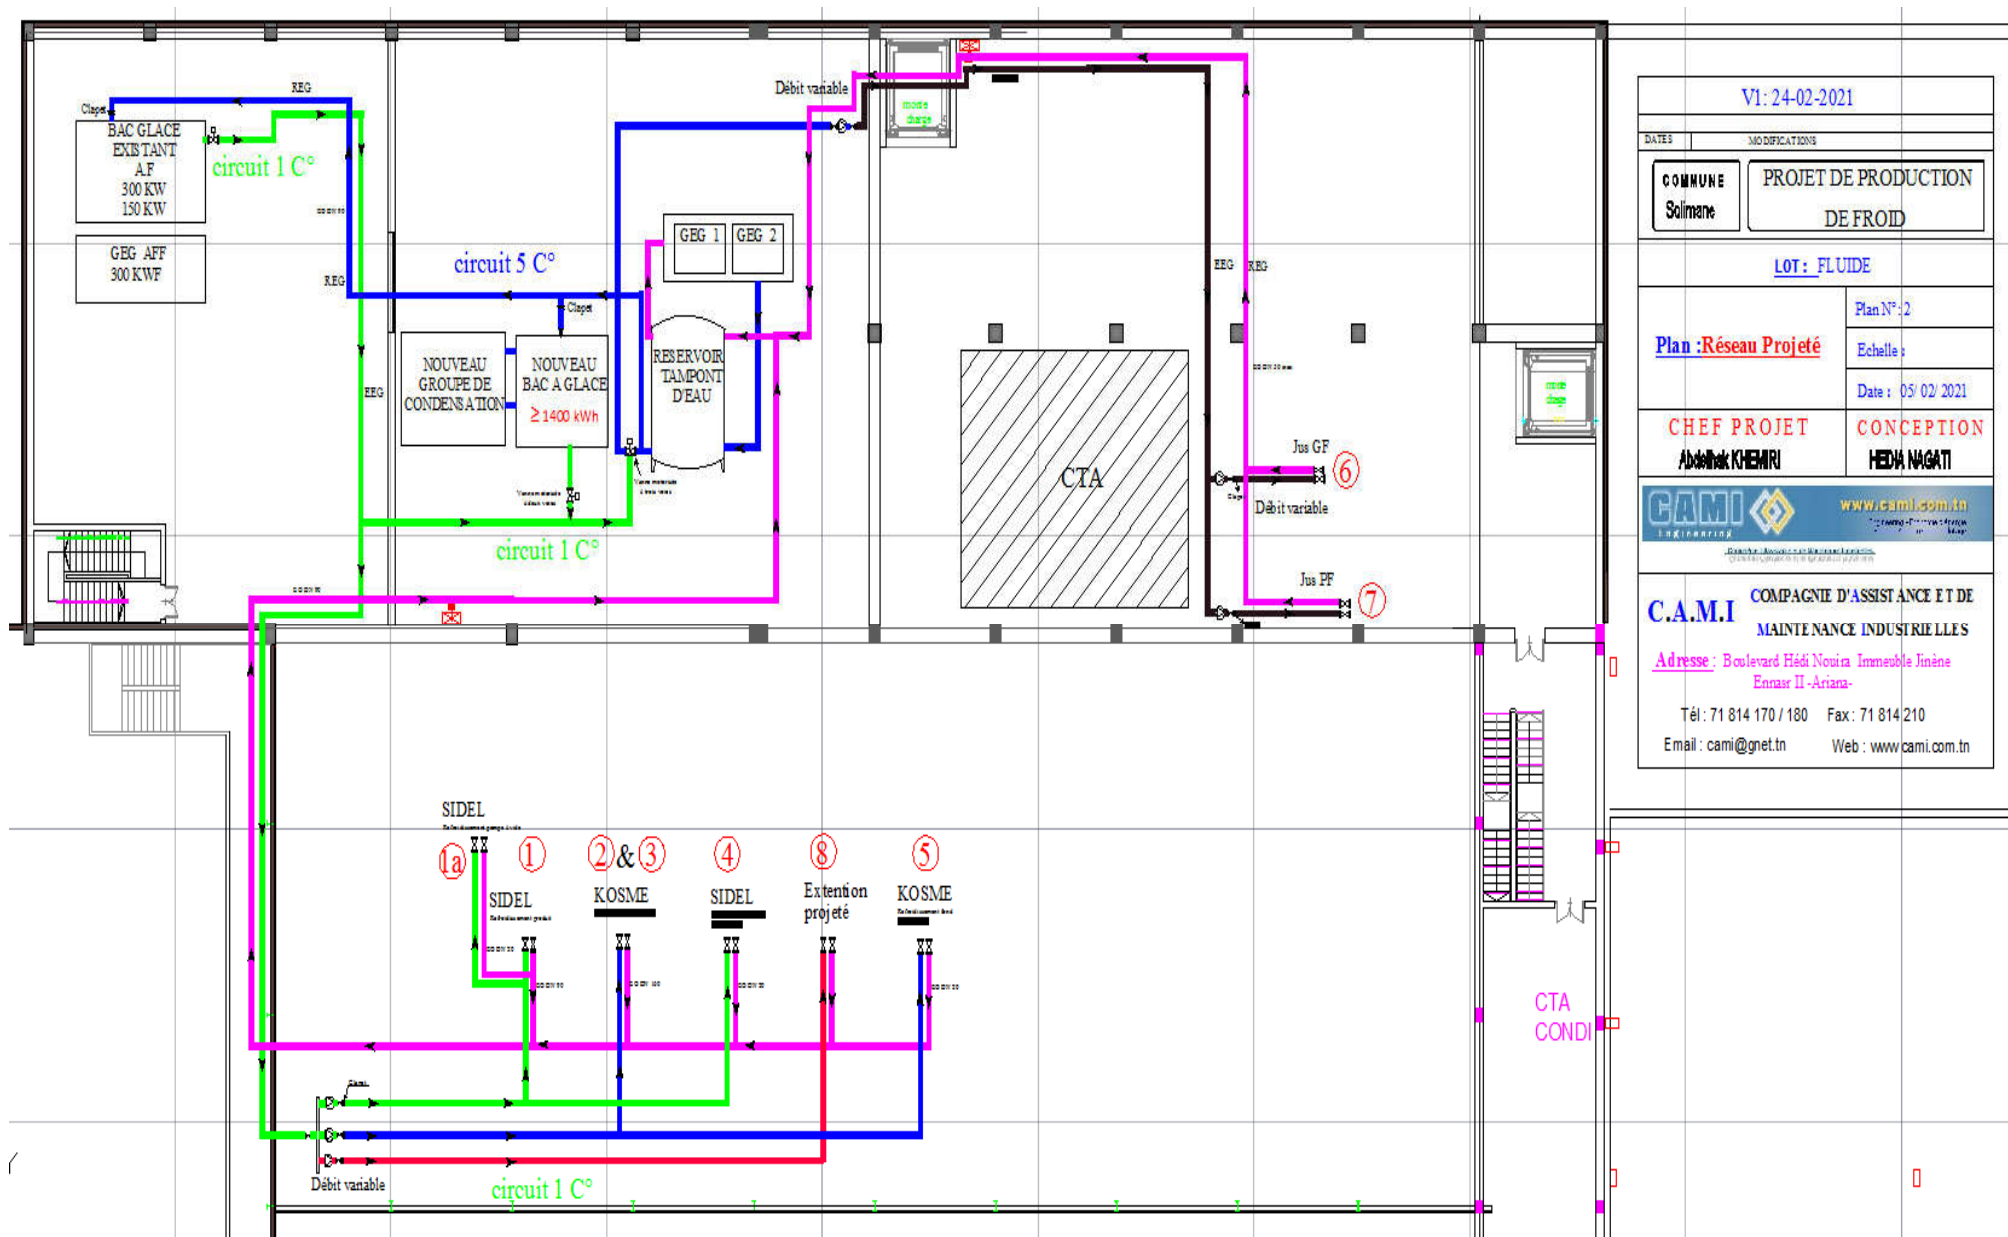 REG
Clapet
BAC GLACE
EXISTANT
A.F
300 KW
150 KW
circuit 1 C°
GEG AFF
300 KWF
REG
EEG
circuit 5 C°
Clapet
NOUVEAU
GROUPE DE
CONDENSATION
NOUVEAU
BAC A GLACE
≥ 1400 kWh
GEG 1
GEG 2
RESERVOIR
TAMPONT
D'EAU
circuit 1 C°
Débit variable
monte
charge
EEG
REG
CTA
Jus GF
6
Débit variable
Jus PF
7
monte
charge
SIDEL
1a
1
SIDEL
2 & 3
KOSME
4
SIDEL
8
Extention
projeté
5
KOSME
Débit variable
circuit 1 C°
CTA
CONDI
V1: 24-02-2021
DATES
MODIFICATIONS
COMMUNE
Solimane
PROJET DE PRODUCTION
DE FROID
LOT : FLUIDE
Plan :Réseau Projeté
Plan N° : 2
Echelle :
Date : 05/ 02/ 2021
CHEF PROJET
Abdelhak KHEMIRI
CONCEPTION
HEDIA NAGATI
CAMI
Engineering
www.cami.com.tn
C.A.M.I
COMPAGNIE D'ASSISTANCE ET DE
MAINTENANCE INDUSTRIELLES
Adresse : Boulevard Hédi Nouira Immeuble Jinène
Ennasr II -Ariana-
Tél : 71 814 170 / 180 Fax : 71 814 210
Email : cami@gnet.tn Web : www.cami.com.tn